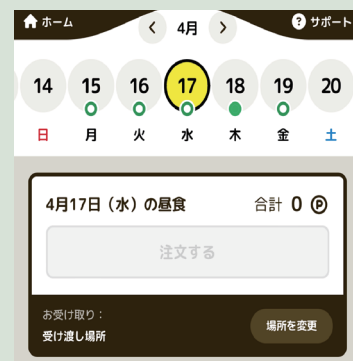 ホーム
4月
? サポート
14 15 16 17 18 19 20
日 月 火 水 木 金 土
4月17日（水）の昼食 合計 0 P
注文する
お受け取り：
受け渡し場所
場所を変更